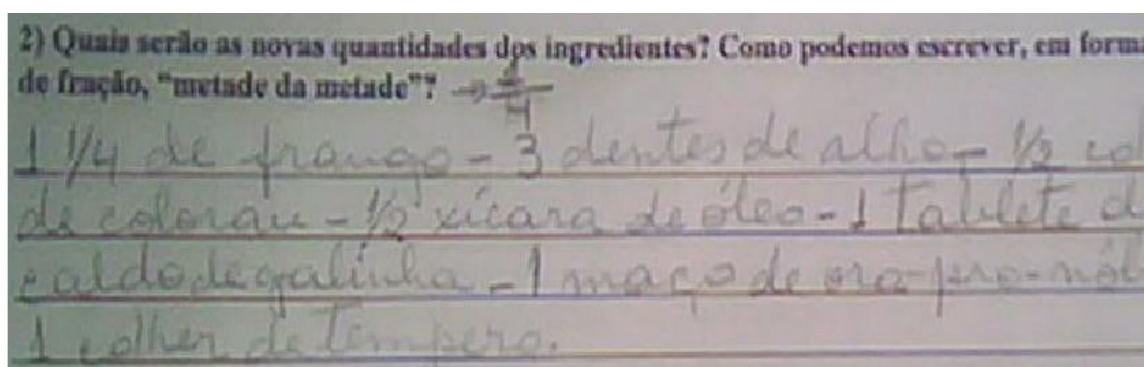 2) Quais serão as novas quantidades dos ingredientes? Como podemos escrever, em form
de fração, “metade da metade”? → 1/4
1 1/4 de frango - 3 dentes de alho - 1/2 col
de colorau - 1/2 xícara de óleo - 1 tablete d
caldo de galinha - 1 maço de ora-pro-nób
1 colher de tempero.